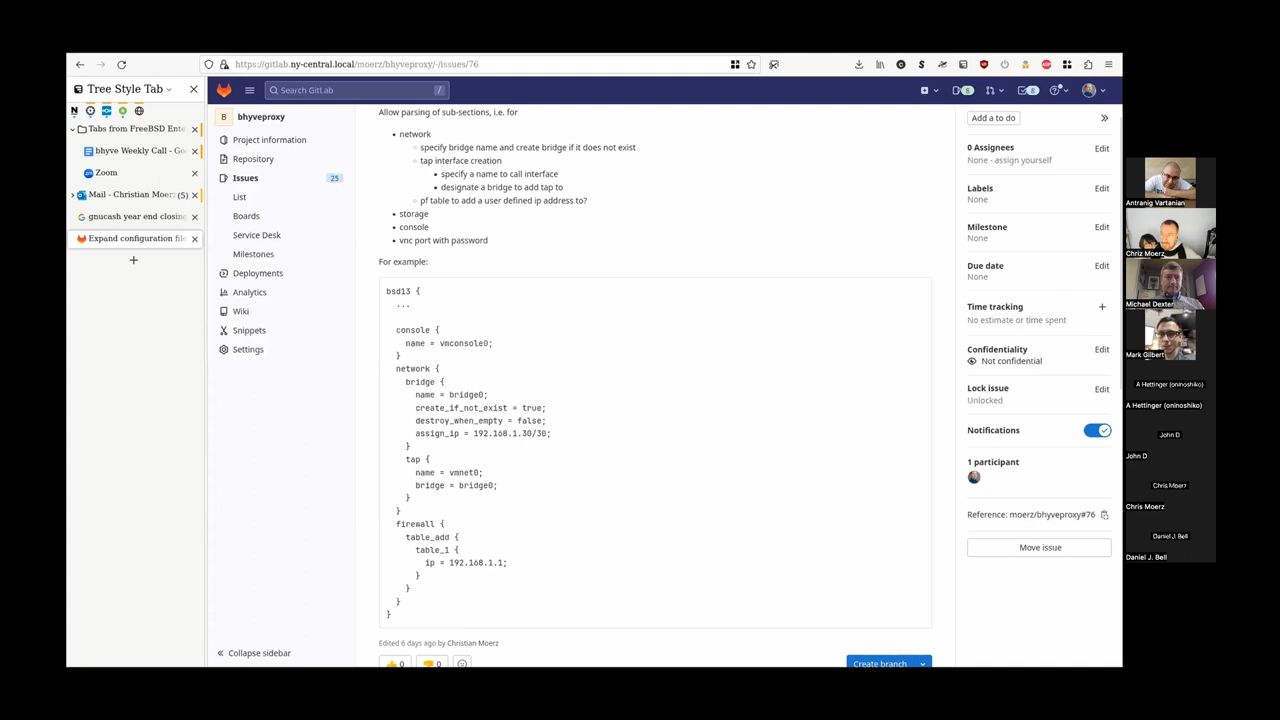 https://gitlab.ny-central.local/moerz/bhyveproxy/-/issues/76
Tree Style Tab
Search GitLab
/
8
8
Tabs from FreeBSD Ente
bhyve Weekly Call - Go
Zoom
Mail - Christian Moerz
(5)
gnucash year end closing
Expand configuration file
B
bhyveproxy
Project information
Repository
Issues
25
List
Boards
Service Desk
Milestones
Deployments
Analytics
Wiki
Snippets
Settings
Collapse sidebar
Allow parsing of sub-sections, i.e. for
network
specify bridge name and create bridge if it does not exist
tap interface creation
specify a name to call interface
designate a bridge to add tap to
pf table to add a user defined ip address to?
storage
console
vnc port with password
For example:
bsd13 {
...
console {
name = vmconsole0;
}
network {
bridge {
name = bridge0;
create_if_not_exist = true;
destroy_when_empty = false;
assign_ip = 192.168.1.30/30;
}
tap {
name = vmnet0;
bridge = bridge0;
}
}
firewall {
table_add {
table_1 {
ip = 192.168.1.1;
}
}
}
}
Edited 6 days ago by Christian Moerz
0
0
Create branch
Add a to do
0 Assignees
Edit
None - assign yourself
Labels
Edit
None
Milestone
Edit
None
Due date
Edit
None
Time tracking
+
No estimate or time spent
Confidentiality
Edit
Not confidential
Lock issue
Edit
Unlocked
Notifications
1 participant
Reference: moerz/bhyveproxy#76
Move issue
Antranig Vartanian
Chriz Moerz
Michael Dexter
Mark Gilbert
A Hettinger (oninoshiko)
A Hettinger (oninoshiko)
John D
John D
Chris Moerz
Chris Moerz
Daniel J. Bell
Daniel J. Bell